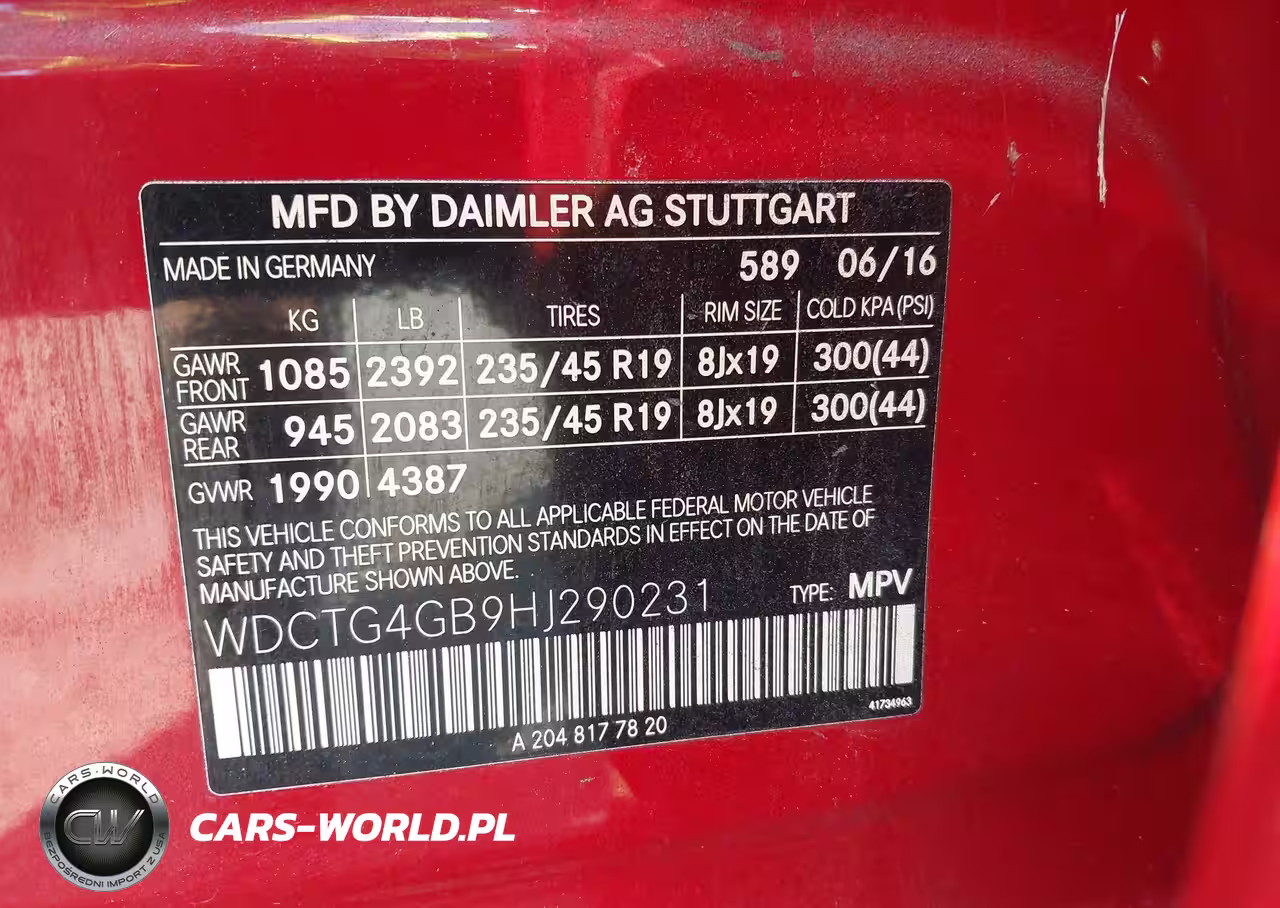 MFD BY DAIMLER AG STUTTGART
MADE IN GERMANY 589 06/16
KG LB TIRES RIM SIZE COLD KPA (PSI)
GAWR FRONT 1085 2392 235/45 R19 8Jx19 300(44)
GAWR REAR 945 2083 235/45 R19 8Jx19 300(44)
GVWR 1990 4387
THIS VEHICLE CONFORMS TO ALL APPLICABLE FEDERAL MOTOR VEHICLE
SAFETY AND THEFT PREVENTION STANDARDS IN EFFECT ON THE DATE OF
MANUFACTURE SHOWN ABOVE.
WDCTG4GB9HJ290231 TYPE: MPV
41734963
A 204 817 78 20
CARS-WORLD
CW
BEZPOŚREDNI IMPORT Z USA
CARS-WORLD.PL